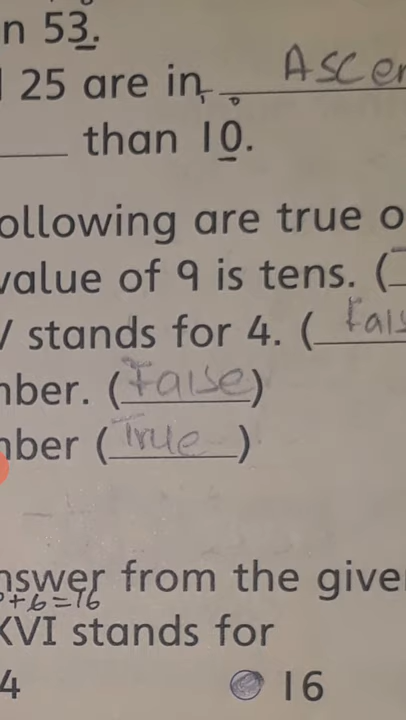 n 53.
25 are in Ascer
than 10.
ollowing are true o
value of 9 is tens. (
V stands for 4. ( Fals
nber. (False)
nber (True)
nswer from the give
+6=16
XVI stands for
4 16